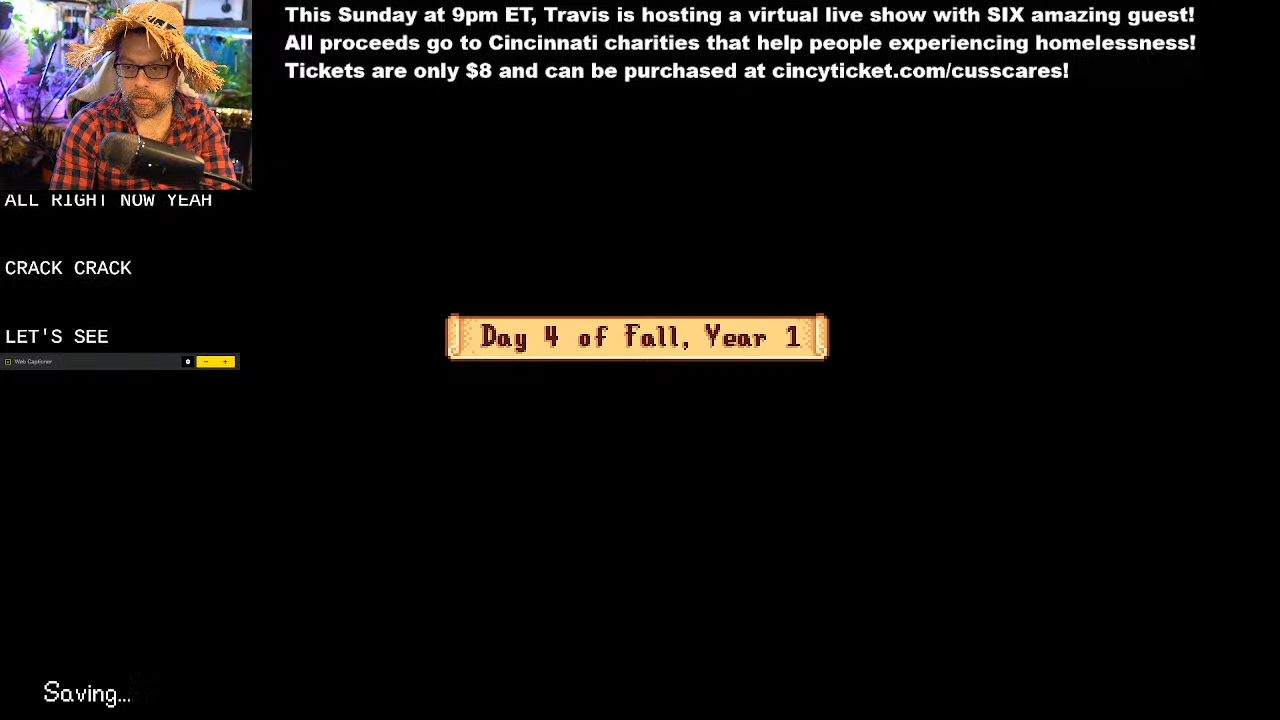 This Sunday at 9pm ET, Travis is hosting a virtual live show with SIX amazing guest!
All proceeds go to Cincinnati charities that help people experiencing homelessness!
Tickets are only $8 and can be purchased at cincyticket.com/cusscares!
ALL RIGHT NOW YEAH
CRACK CRACK
LET'S SEE
Web Captioner
Day 4 of Fall, Year 1
Saving...